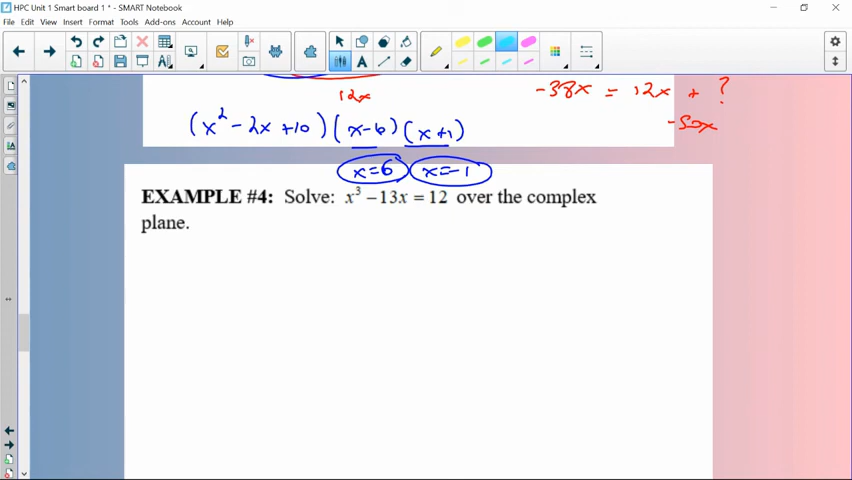 HPC Unit 1 Smart board 1 * - SMART Notebook
File Edit View Insert Format Tools Add-ons Account Help
12x
-38x = 12x + ?
-50x
(x² - 2x + 10) (x-6) (x+1)
x=6 x=-1
EXAMPLE #4: Solve: x³ − 13x = 12 over the complex
plane.